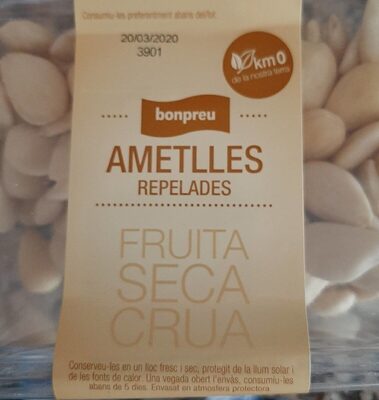 Consumiu-les preferentment abans del/lor.
20/03/2020
3901
km0
de la nostra terra
bonpreu
AMETLLES
REPELADES
FRUITA
SECA
CRUA
Conserveu-les en un lloc fresc i sec, protegit de la llum solar i
de les fonts de calor. Una vegada obert l'envàs, consumiu-les
abans de 5 dies. Envasat en atmosfera protectora